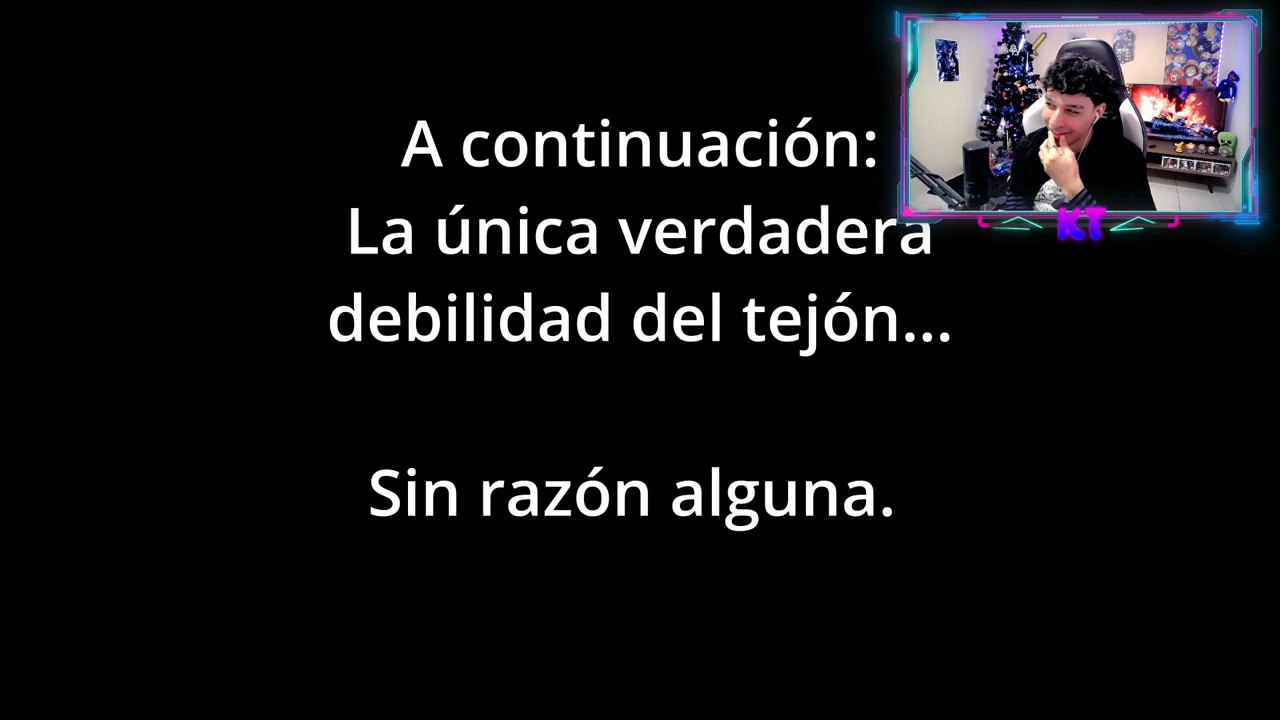 A continuación:
La única verdadera
debilidad del tejón...
Sin razón alguna.
KT